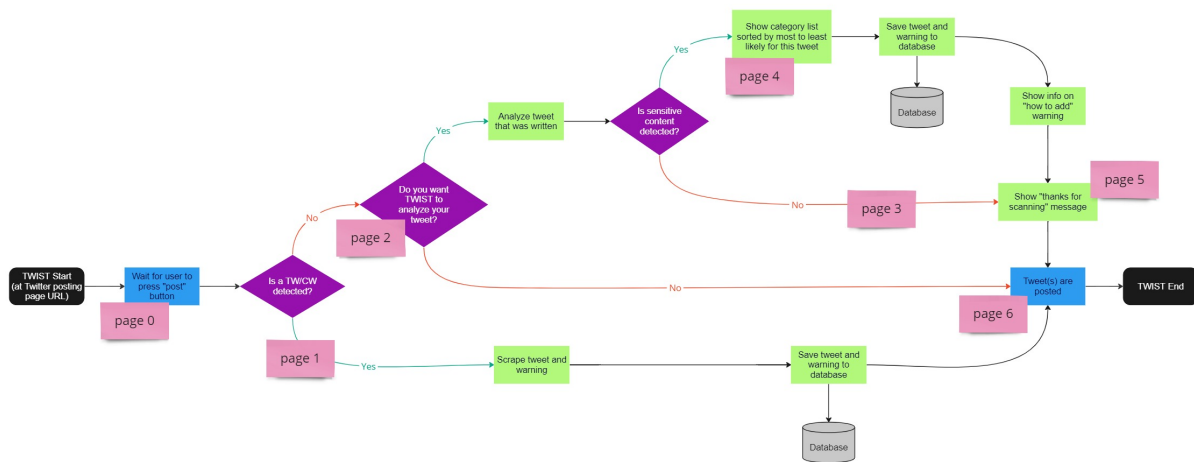 TWIST Start
(at Twitter posting
page URL)
Wait for user to
press "post"
button
page 0
Is a TW/CW
detected?
page 1
No
Yes
Do you want
TWIST to
analyze your
tweet?
page 2
Yes
No
Analyze tweet
that was written
Is sensitive
content
detected?
Yes
No
page 3
Show category list
sorted by most to least
likely for this tweet
page 4
Save tweet and
warning to
database
Database
Show info on
"how to add"
warning
page 5
Show "thanks for
scanning" message
Scrape tweet and
warning
Save tweet and
warning to
database
Database
Tweet(s) are
posted
page 6
TWIST End